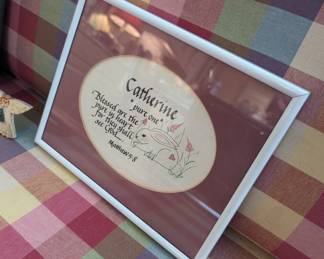 Catherine
"pure one"
Blessed are the
pure in heart,
for they shall
see God...
Matthew 5:8